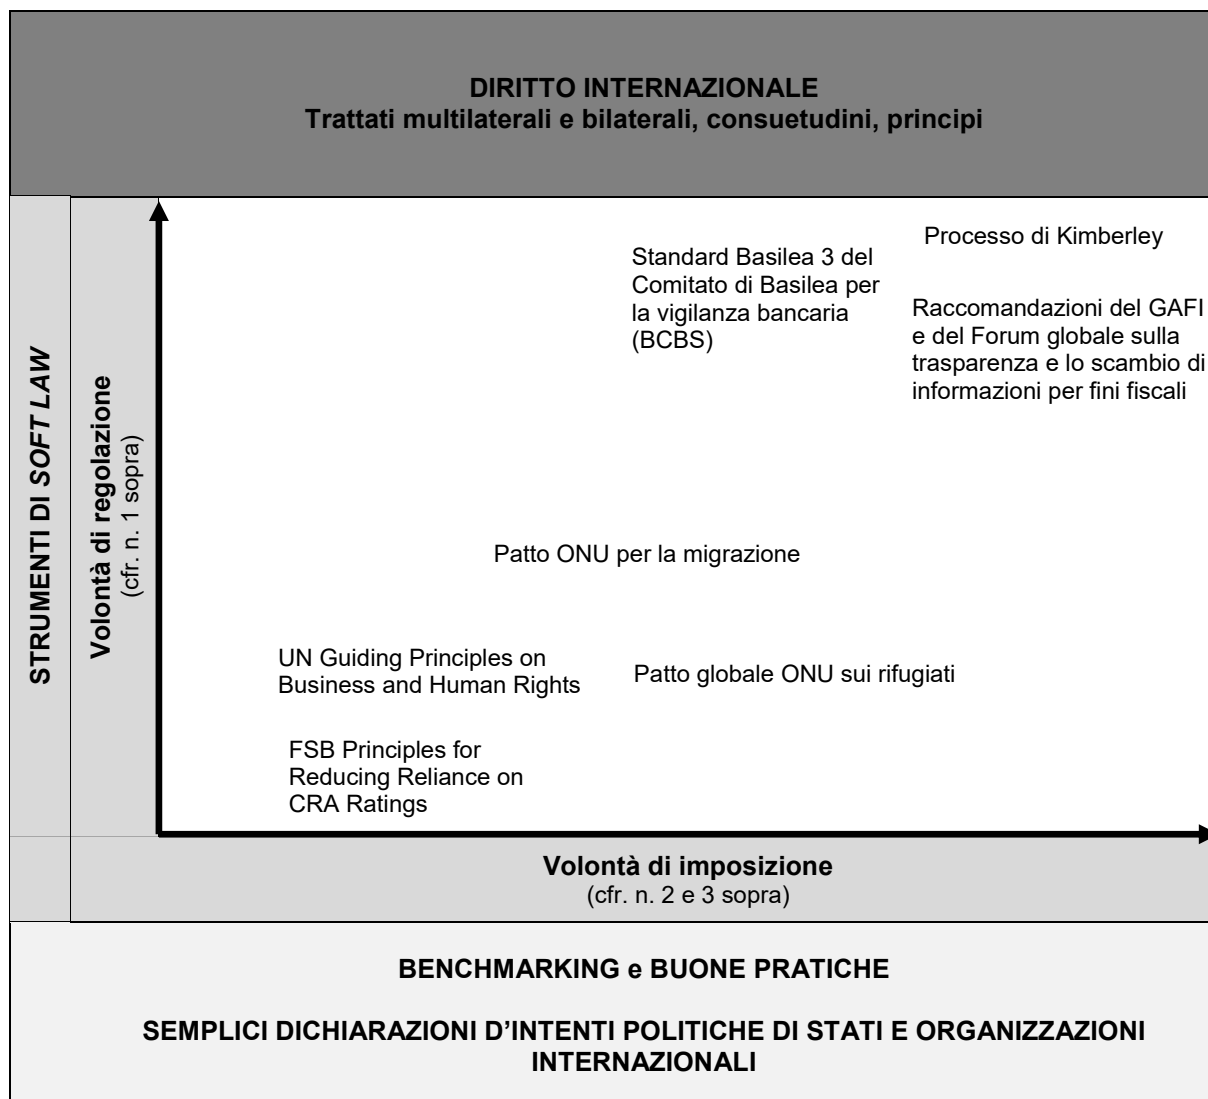 DIRITTO INTERNAZIONALE
Trattati multilaterali e bilaterali, consuetudini, principi
STRUMENTI DI SOFT LAW
Volontà di regolazione
(cfr. n. 1 sopra)
Processo di Kimberley
Standard Basilea 3 del
Comitato di Basilea per
la vigilanza bancaria
(BCBS)
Raccomandazioni del GAFI
e del Forum globale sulla
trasparenza e lo scambio di
informazioni per fini fiscali
Patto ONU per la migrazione
UN Guiding Principles on
Business and Human Rights
Patto globale ONU sui rifugiati
FSB Principles for
Reducing Reliance on
CRA Ratings
Volontà di imposizione
(cfr. n. 2 e 3 sopra)
BENCHMARKING e BUONE PRATICHE
SEMPLICI DICHIARAZIONI D’INTENTI POLITICHE DI STATI E ORGANIZZAZIONI
INTERNAZIONALI